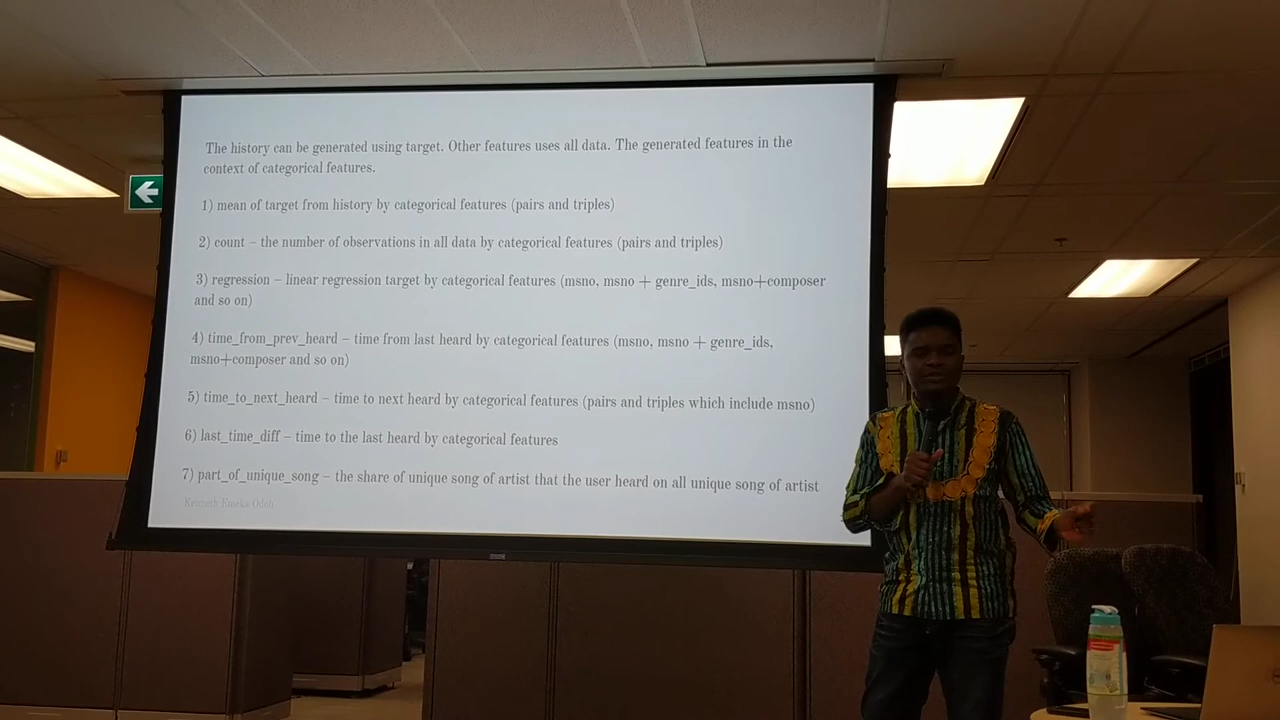 The history can be generated using target. Other features uses all data. The generated features in the
context of categorical features.
1) mean of target from history by categorical features (pairs and triples)
2) count – the number of observations in all data by categorical features (pairs and triples)
3) regression – linear regression target by categorical features (msno, msno + genre_ids, msno+composer
and so on)
4) time_from_prev_heard – time from last heard by categorical features (msno, msno + genre_ids,
msno+composer and so on)
5) time_to_next_heard – time to next heard by categorical features (pairs and triples which include msno)
6) last_time_diff – time to the last heard by categorical features
7) part_of_unique_song – the share of unique song of artist that the user heard on all unique song of artist
Kenneth Emeka Odoh